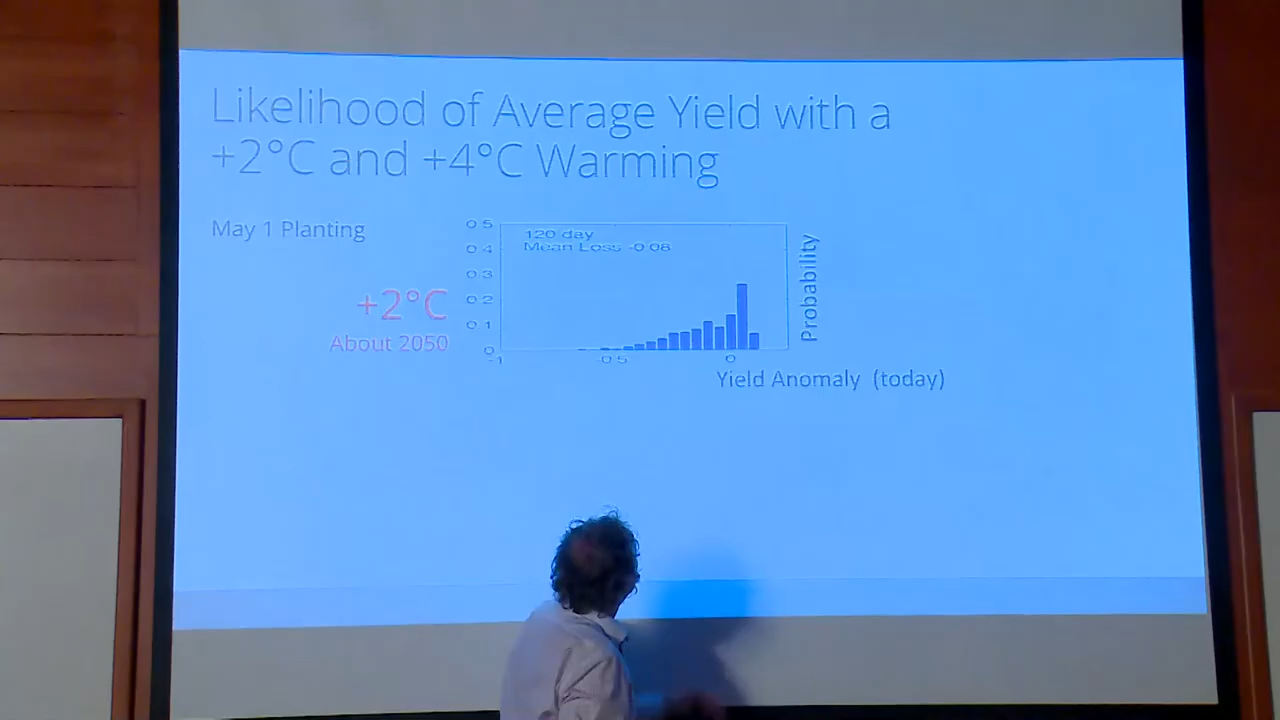 Likelihood of Average Yield with a
+2°C and +4°C Warming
May 1 Planting
+2°C
About 2050
0.5
0.4
0.3
0.2
0.1
0
120 day
Mean Loss -0.08
-1
-0.5
0
Probability
Yield Anomaly (today)